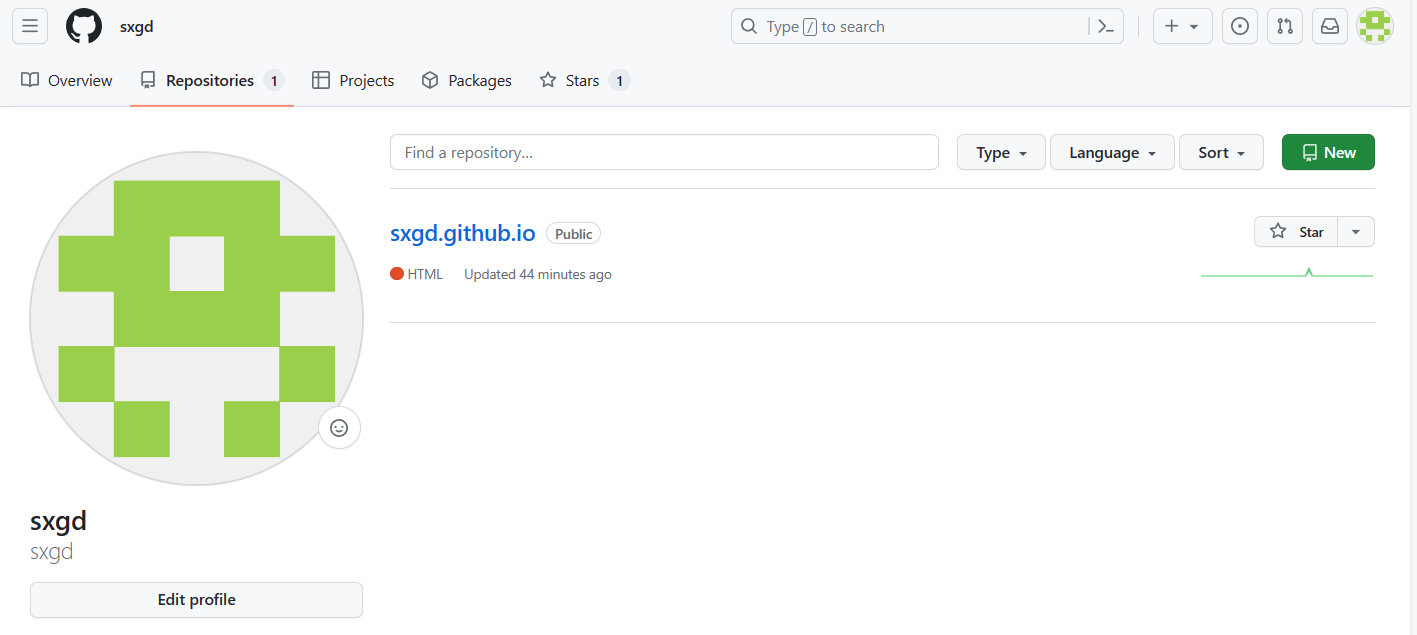 sxgd
Type / to search
Overview
Repositories 1
Projects
Packages
Stars 1
Find a repository...
Type
Language
Sort
New
sxgd.github.io Public
Star
HTML Updated 44 minutes ago
sxgd
sxgd
Edit profile